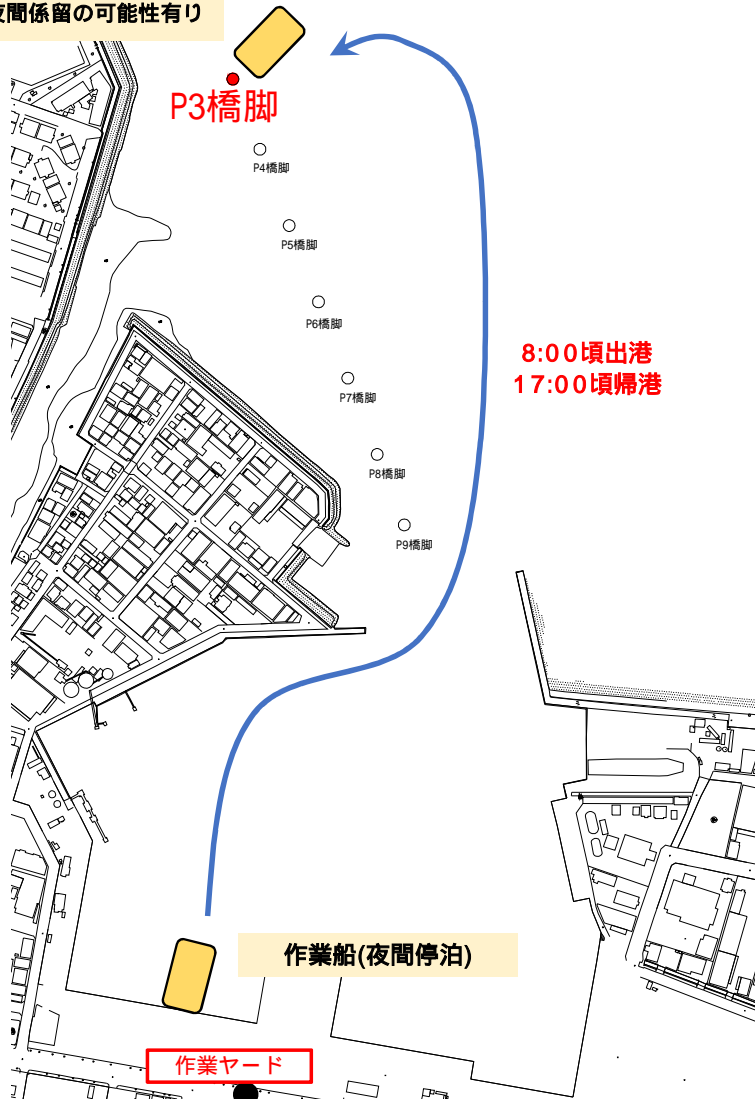 夜間係留の可能性有り
P3橋脚
P4橋脚
P5橋脚
P6橋脚
P7橋脚
P8橋脚
P9橋脚
8:00頃出港
17:00頃帰港
作業船(夜間停泊)
作業ヤード